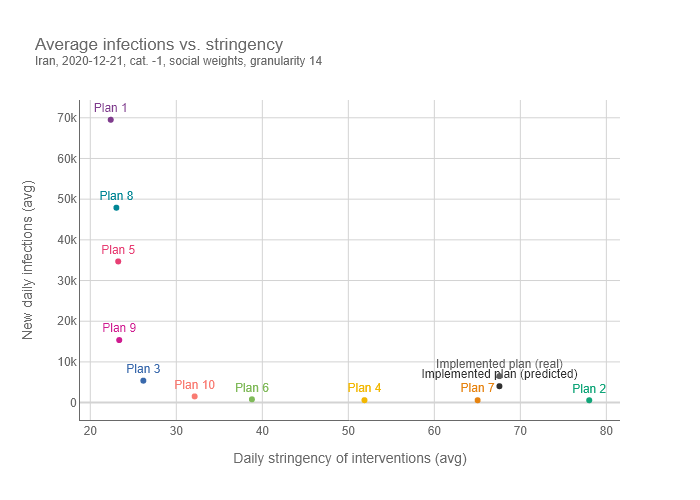 Average infections vs. stringency
Iran, 2020-12-21, cat. -1, social weights, granularity 14
New daily infections (avg)
70k
60k
50k
40k
30k
20k
10k
0
Plan 1
Plan 8
Plan 5
Plan 9
Plan 3
Plan 10
Plan 6
Plan 4
Implemented plan (real)
Implemented plan (predicted)
Plan 7
Plan 2
20 30 40 50 60 70 80
Daily stringency of interventions (avg)